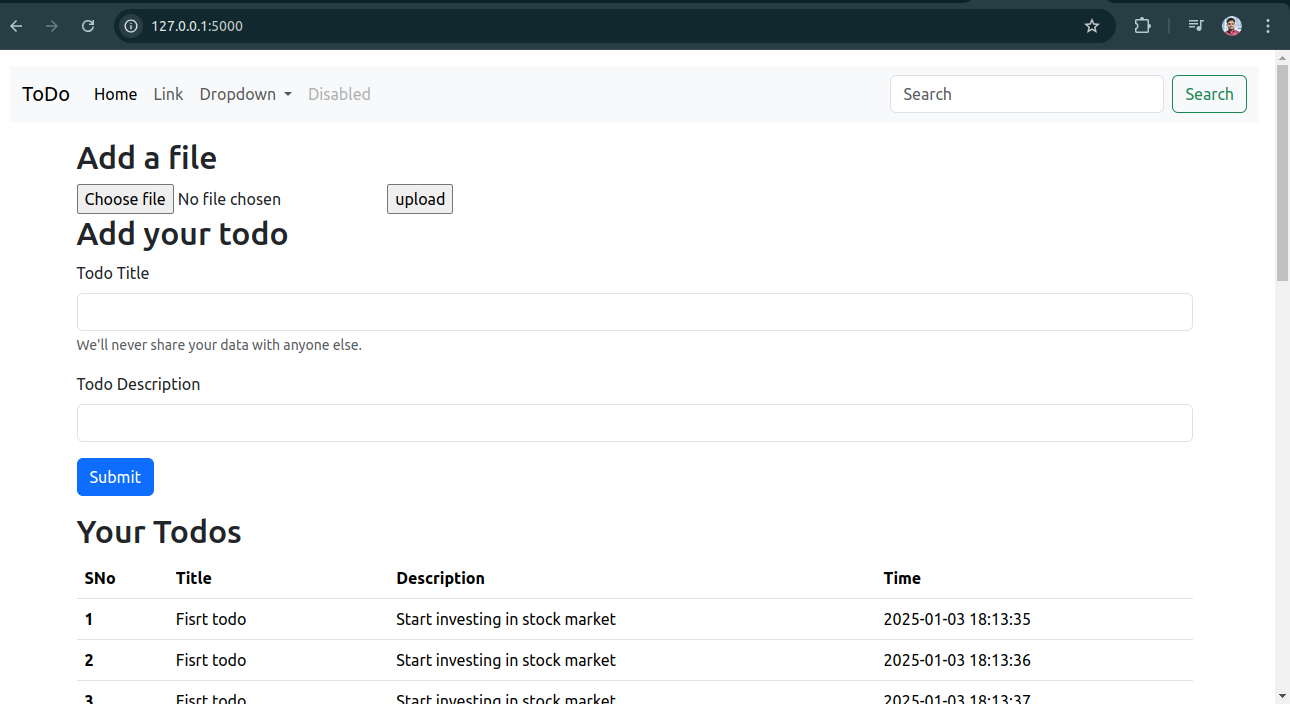 127.0.0.1:5000
ToDo Home Link Dropdown Disabled Search Search
Add a file
Choose file No file chosen upload
Add your todo
Todo Title
We'll never share your data with anyone else.
Todo Description
Submit
Your Todos
SNo Title Description Time
1 Fisrt todo Start investing in stock market 2025-01-03 18:13:35
2 Fisrt todo Start investing in stock market 2025-01-03 18:13:36
3 Fisrt todo Start investing in stock market 2025-01-03 18:13:37